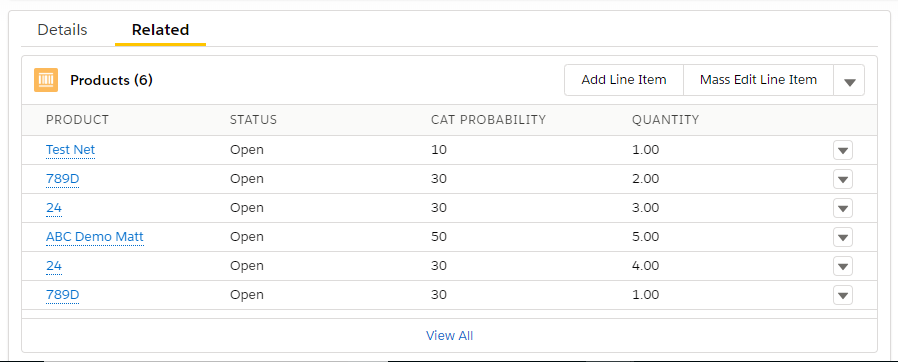 Details Related
Products (6) Add Line Item Mass Edit Line Item
PRODUCT STATUS CAT PROBABILITY QUANTITY
Test Net Open 10 1.00
789D Open 30 2.00
24 Open 30 3.00
ABC Demo Matt Open 50 5.00
24 Open 30 4.00
789D Open 30 1.00
View All